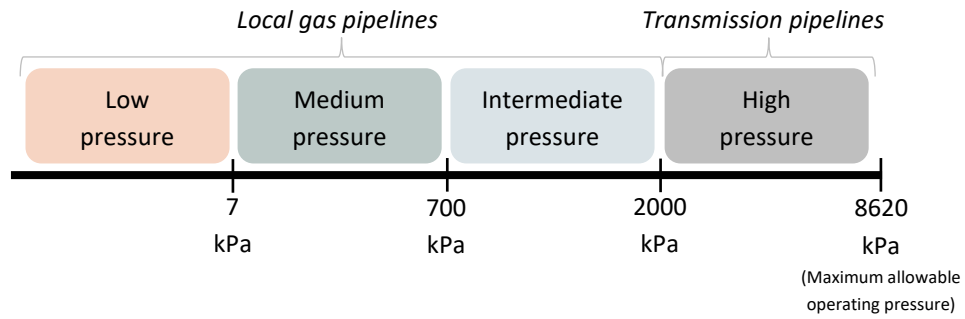 Local gas pipelines
Transmission pipelines
Low
pressure
Medium
pressure
Intermediate
pressure
High
pressure
7
kPa
700
kPa
2000
kPa
8620
kPa
(Maximum allowable
operating pressure)